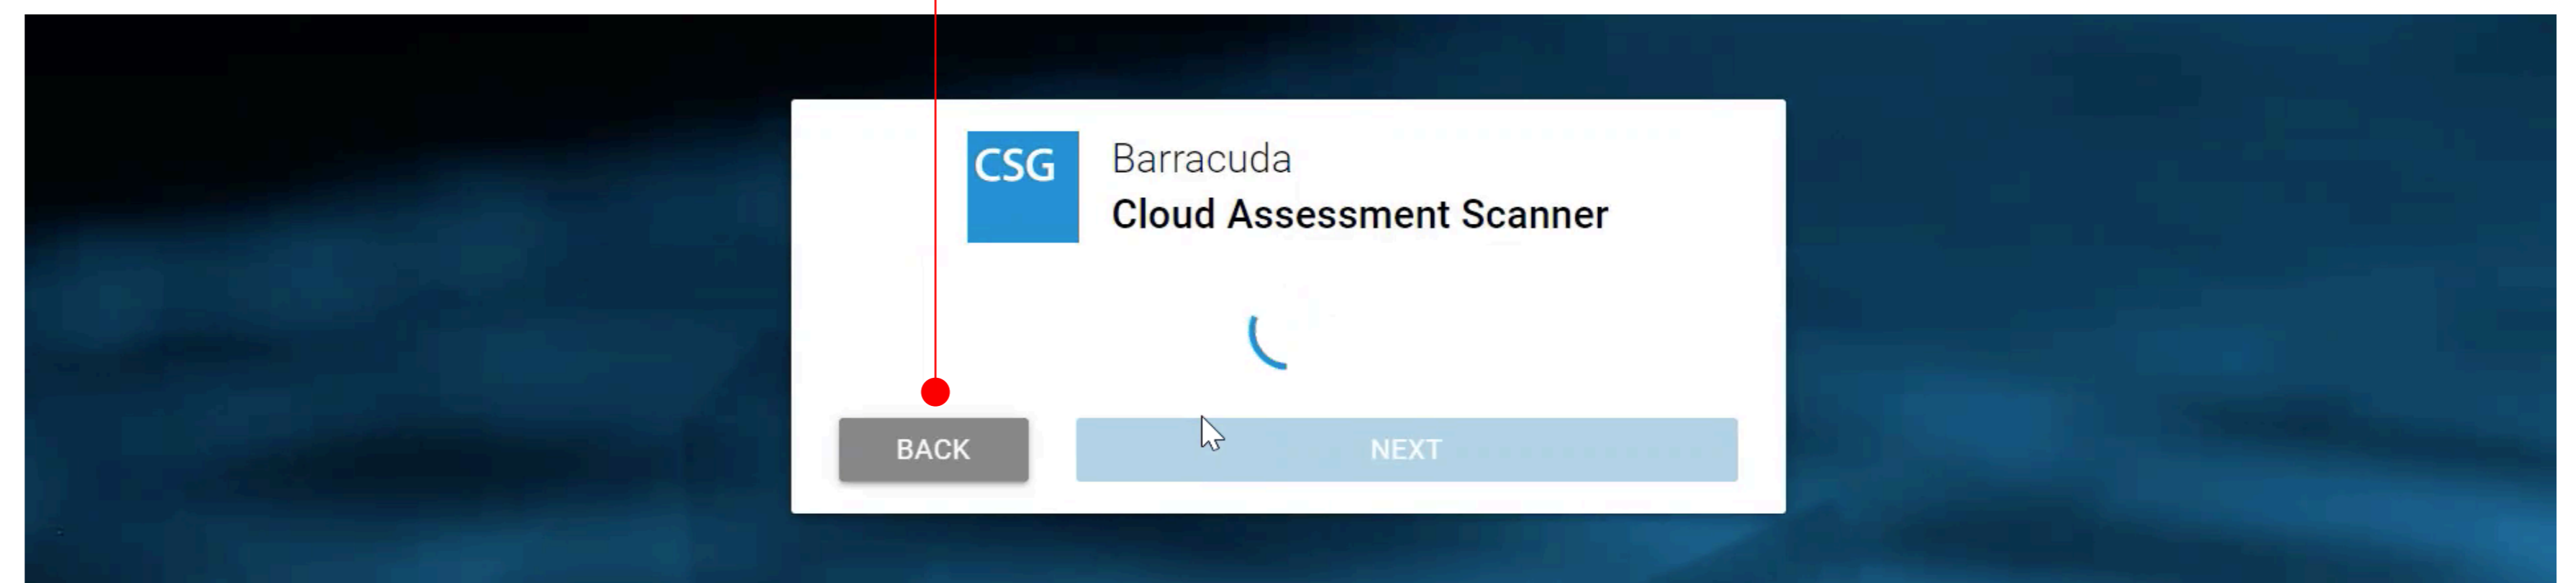 CSG
Barracuda
Cloud Assessment Scanner
BACK
NEXT